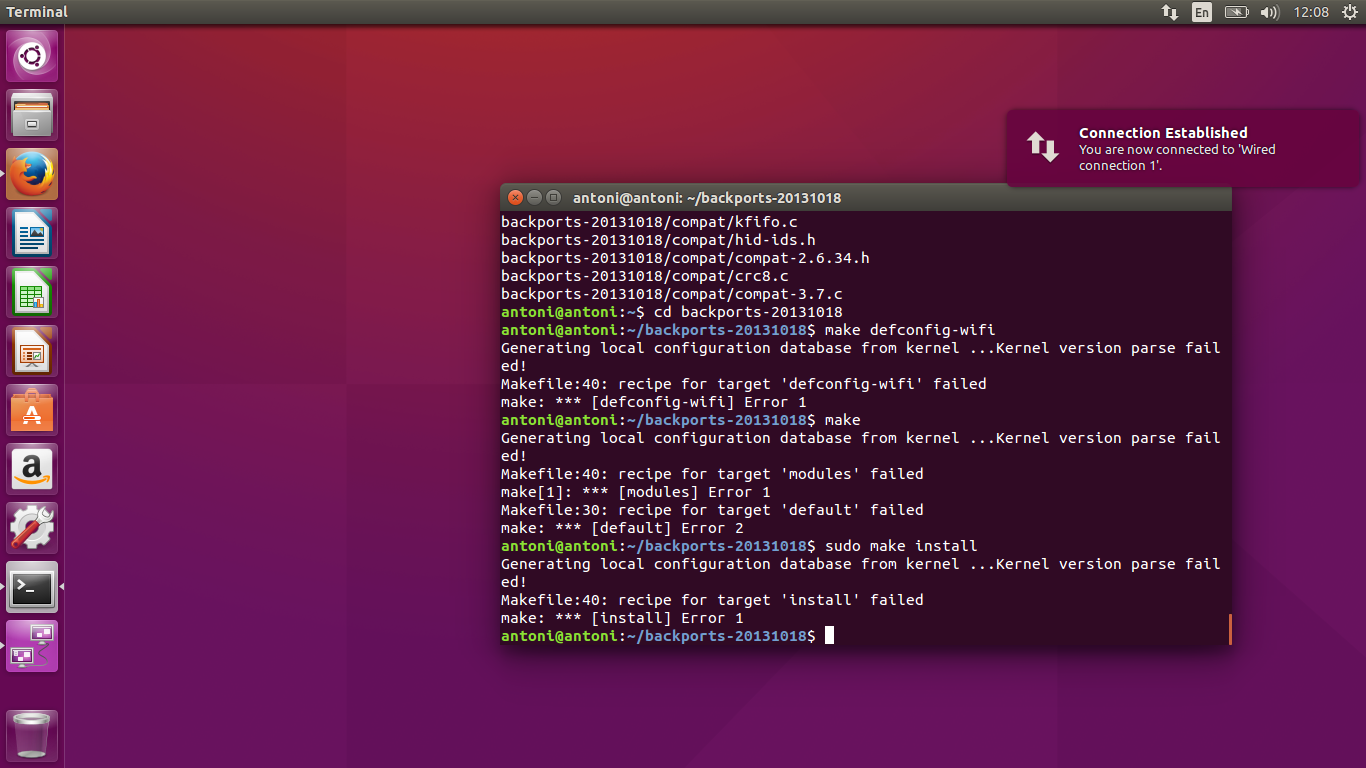 Terminal
En
12:08
Connection Established
You are now connected to 'Wired
connection 1'.
antoni@antoni: ~/backports-20131018
backports-20131018/compat/kfifo.c
backports-20131018/compat/hid-ids.h
backports-20131018/compat/compat-2.6.34.h
backports-20131018/compat/crc8.c
backports-20131018/compat/compat-3.7.c
antoni@antoni:~$ cd backports-20131018
antoni@antoni:~/backports-20131018$ make defconfig-wifi
Generating local configuration database from kernel ...Kernel version parse fail
ed!
Makefile:40: recipe for target 'defconfig-wifi' failed
make: *** [defconfig-wifi] Error 1
antoni@antoni:~/backports-20131018$ make
Generating local configuration database from kernel ...Kernel version parse fail
ed!
Makefile:40: recipe for target 'modules' failed
make[1]: *** [modules] Error 1
Makefile:30: recipe for target 'default' failed
make: *** [default] Error 2
antoni@antoni:~/backports-20131018$ sudo make install
Generating local configuration database from kernel ...Kernel version parse fail
ed!
Makefile:40: recipe for target 'install' failed
make: *** [install] Error 1
antoni@antoni:~/backports-20131018$